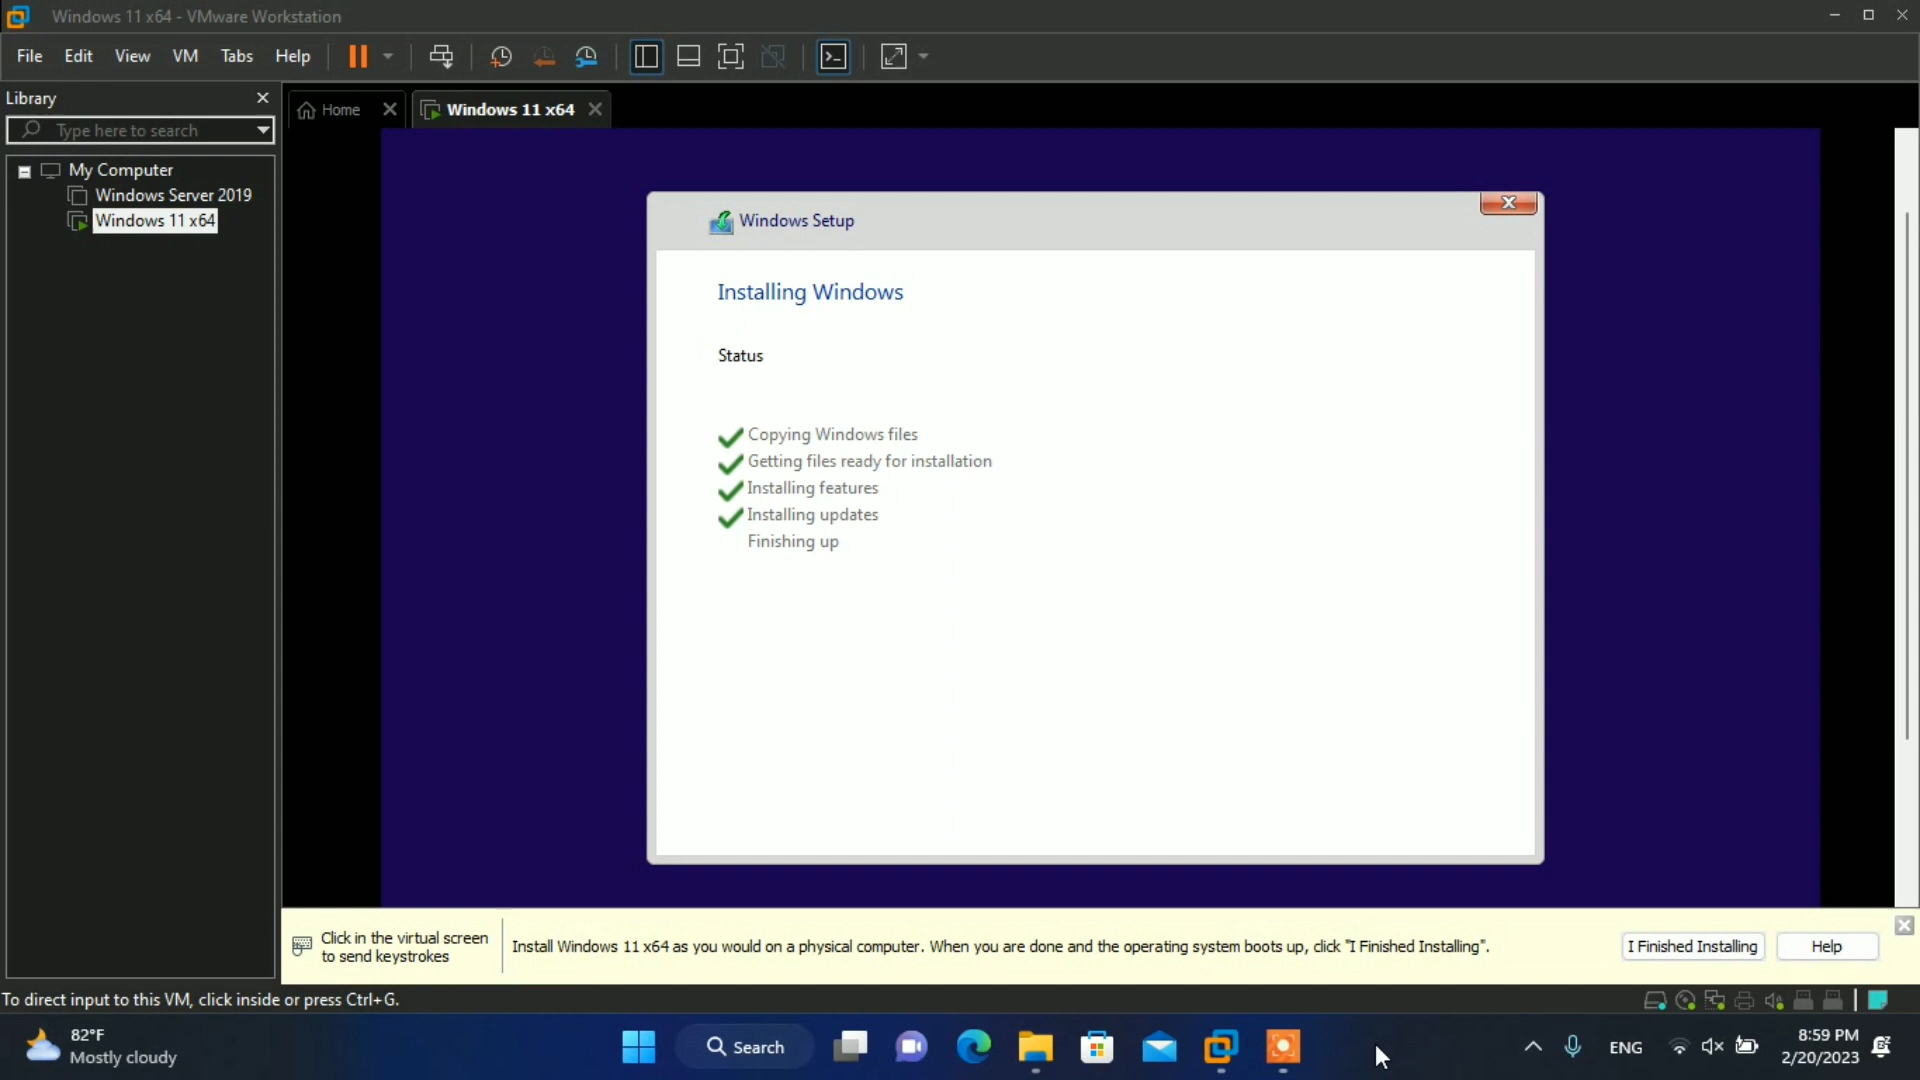 Windows 11 x64 - VMware Workstation
File Edit View VM Tabs Help
Library
Type here to search
My Computer
Windows Server 2019
Windows 11 x64
Home
Windows 11 x64
Windows Setup
Installing Windows
Status
Copying Windows files
Getting files ready for installation
Installing features
Installing updates
Finishing up
Click in the virtual screen
to send keystrokes
Install Windows 11 x64 as you would on a physical computer. When you are done and the operating system boots up, click "I Finished Installing".
I Finished Installing
Help
To direct input to this VM, click inside or press Ctrl+G.
82°F
Mostly cloudy
Search
ENG
8:59 PM
2/20/2023